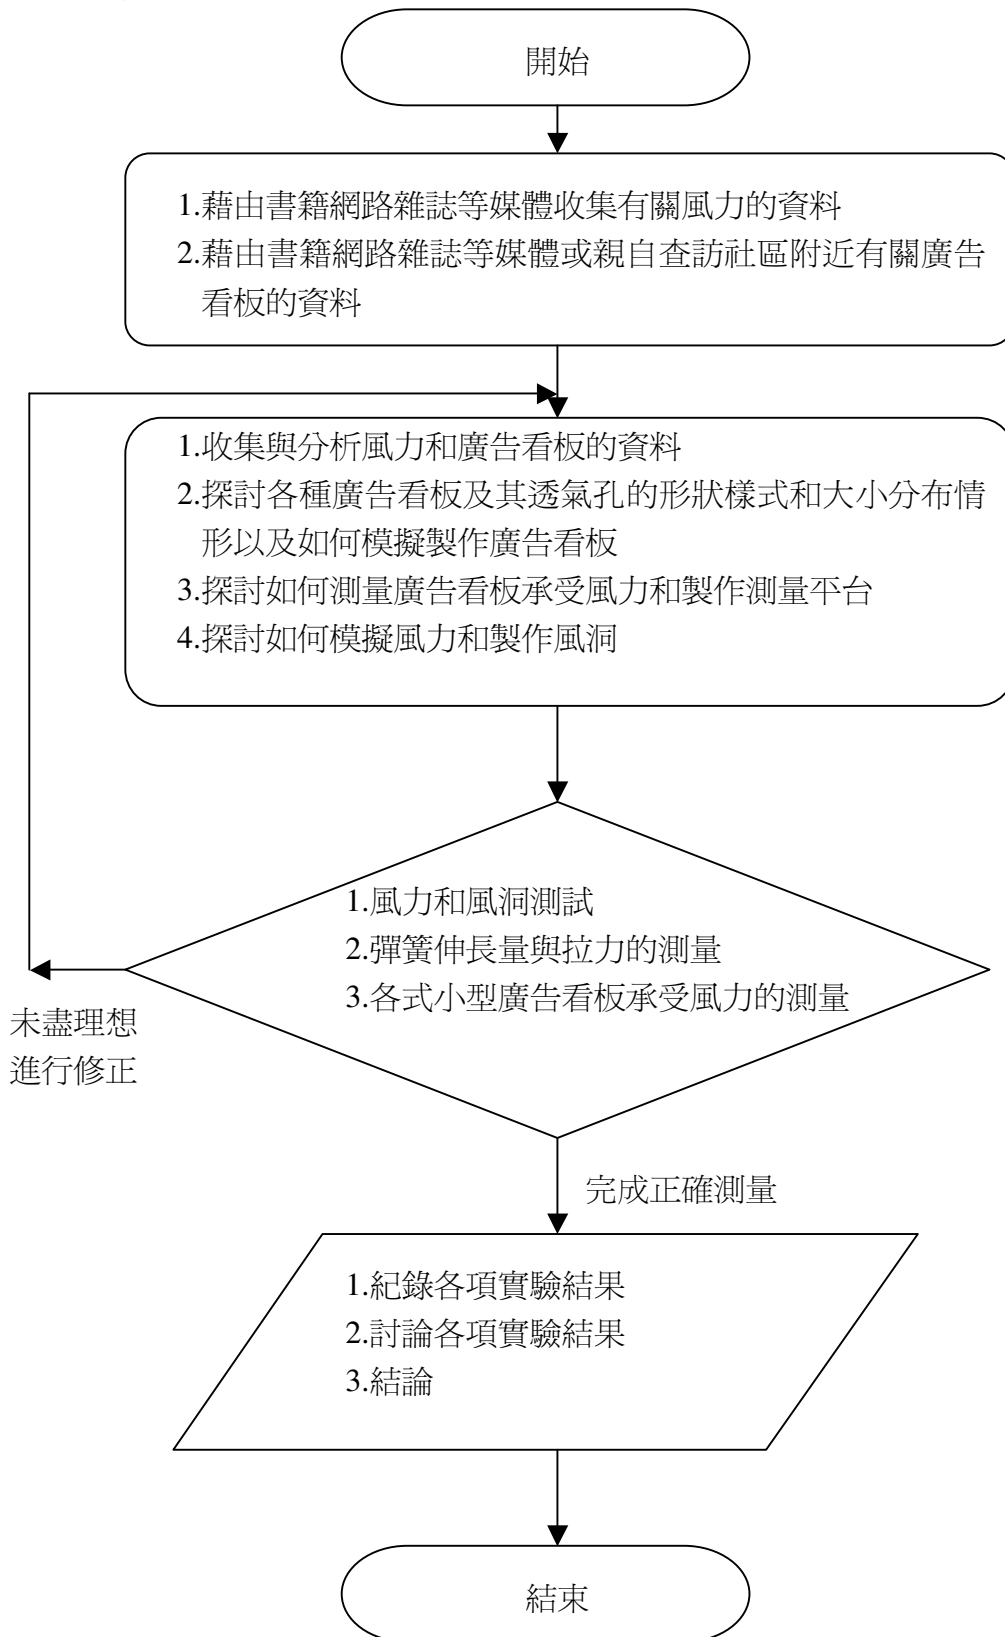 開始
1.藉由書籍網路雜誌等媒體收集有關風力的資料
2.藉由書籍網路雜誌等媒體或親自查訪社區附近有關廣告
看板的資料
1.收集與分析風力和廣告看板的資料
2.探討各種廣告看板及其透氣孔的形狀樣式和大小分布情
形以及如何模擬製作廣告看板
3.探討如何測量廣告看板承受風力和製作測量平台
4.探討如何模擬風力和製作風洞
1.風力和風洞測試
2.彈簧伸長量與拉力的測量
3.各式小型廣告看板承受風力的測量
未盡理想
進行修正
完成正確測量
1.紀錄各項實驗結果
2.討論各項實驗結果
3.結論
結束